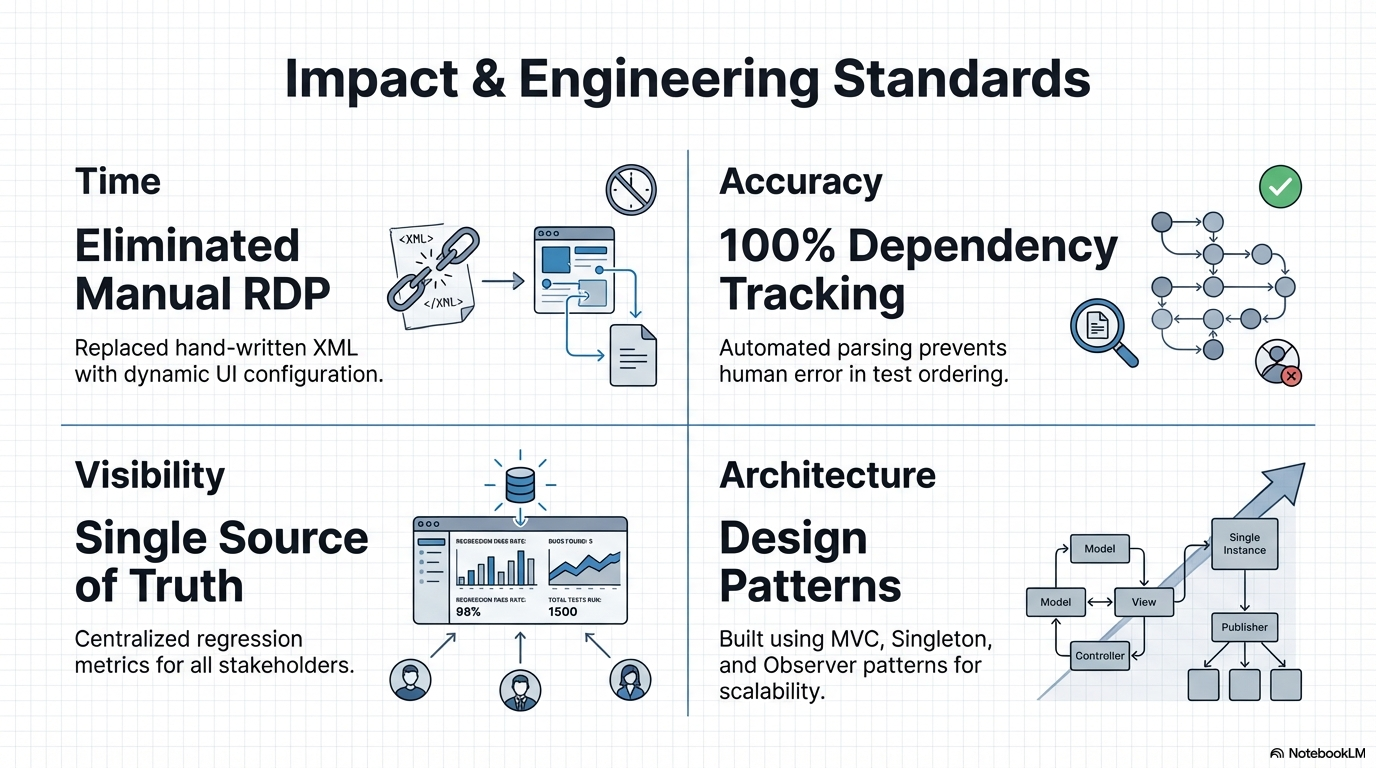 Impact & Engineering Standards
Time
Eliminated
Manual RDP
Replaced hand-written XML
with dynamic UI configuration.
<XML>
</XNL>
Accuracy
100% Dependency
Tracking
Automated parsing prevents
human error in test ordering.
Visibility
Single Source
of Truth
Centralized regression
metrics for all stakeholders.
98%
TOTAL TESTS RUK:
1500
Architecture
Design
Patterns
Built using MVC, Singleton,
and Observer patterns for
scalability.
Model
Model
View
Controller
Single
Instance
Publisher
NotebookLM